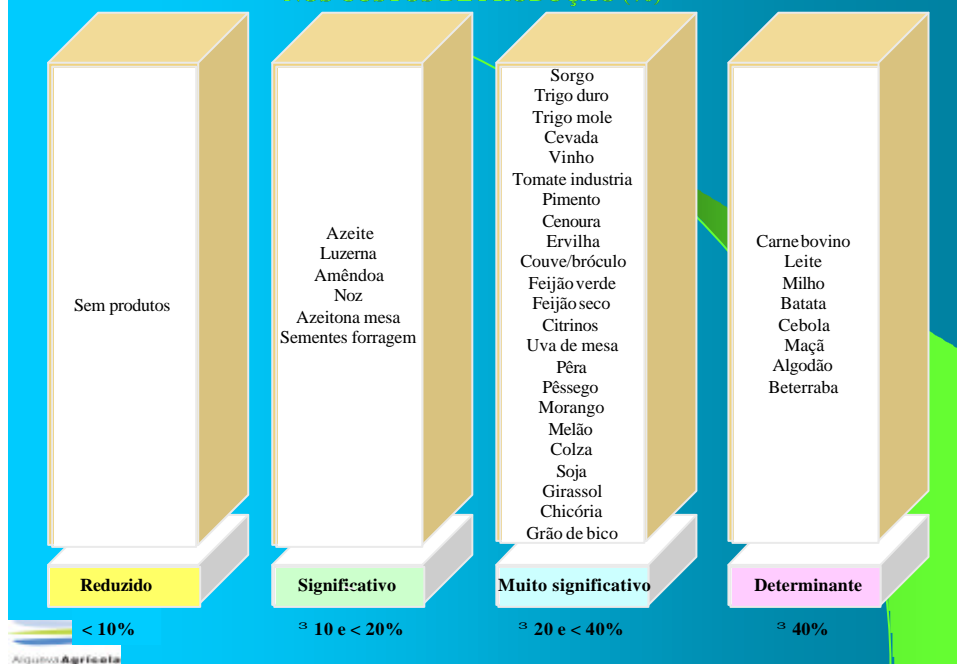 Sem produtos
Azeite
Luzerna
Amêndoa
Noz
Azeitona mesa
Sementes forragem
Sorgo
Trigo duro
Trigo mole
Cevada
Vinho
Tomate industria
Pimento
Cenoura
Ervilha
Couve/bróculo
Feijão verde
Feijão seco
Citrinos
Uva de mesa
Pêra
Pêssego
Morango
Melão
Colza
Soja
Girassol
Chicória
Grão de bico
Carne bovino
Leite
Milho
Batata
Cebola
Maçã
Algodão
Beterraba
Reduzido
Significativo
Muito significativo
Determinante
< 10%
³ 10 e < 20%
³ 20 e < 40%
³ 40%
Alqueva Agrícola